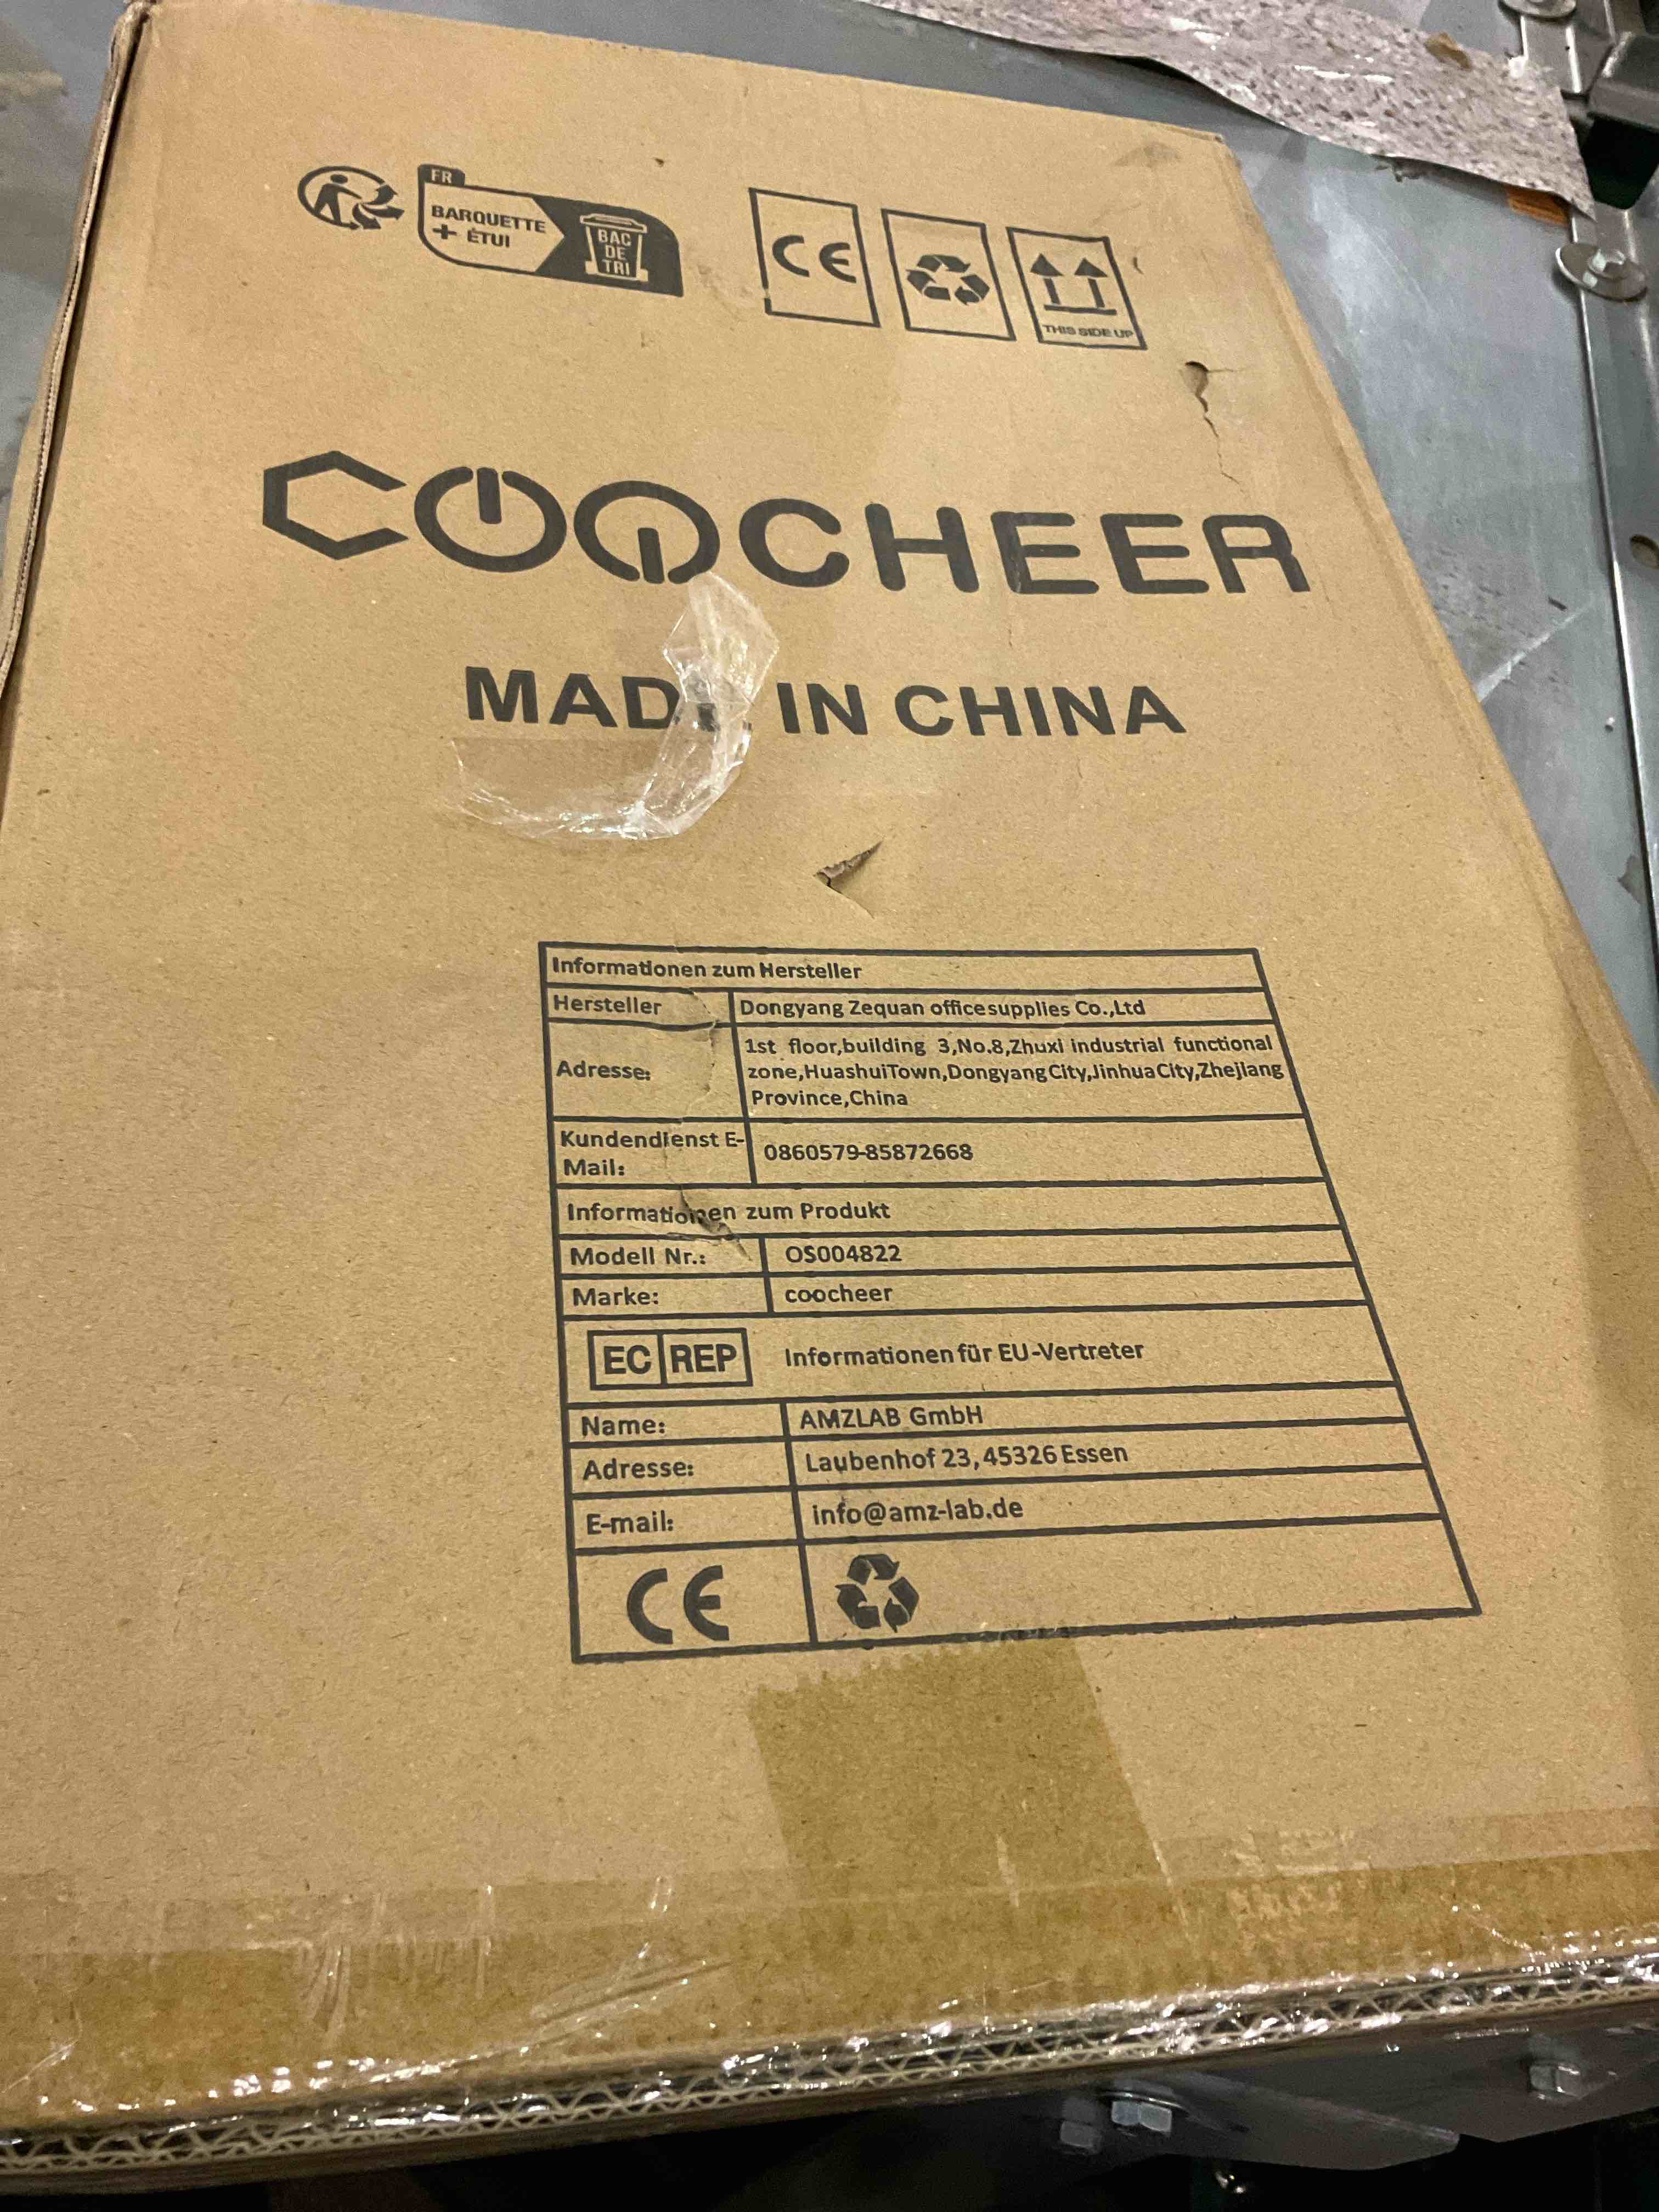 FR
BARQUETTE
+ ÉTUI
BAC
DE
TRI
CE
THIS SIDE UP
COOCHEER
MADE IN CHINA
Informationen zum Hersteller
Hersteller Dongyang Zequan office supplies Co.,Ltd
Adresse: 1st floor,building 3,No.8,Zhuxi industrial functional
zone,HuashuiTown,Dongyang City,Jinhua City,Zhejiang
Province,China
Kundendienst E-
Mail: 0860579-85872668
Informationen zum Produkt
Modell Nr.: OS004822
Marke: coocheer
EC REP Informationen für EU-Vertreter
Name: AMZLAB GmbH
Adresse: Laubenhof 23, 45326 Essen
E-mail: info@amz-lab.de
CE